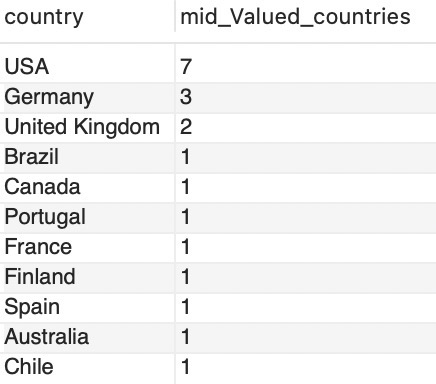 country mid_Valued_countries
USA 7
Germany 3
United Kingdom 2
Brazil 1
Canada 1
Portugal 1
France 1
Finland 1
Spain 1
Australia 1
Chile 1